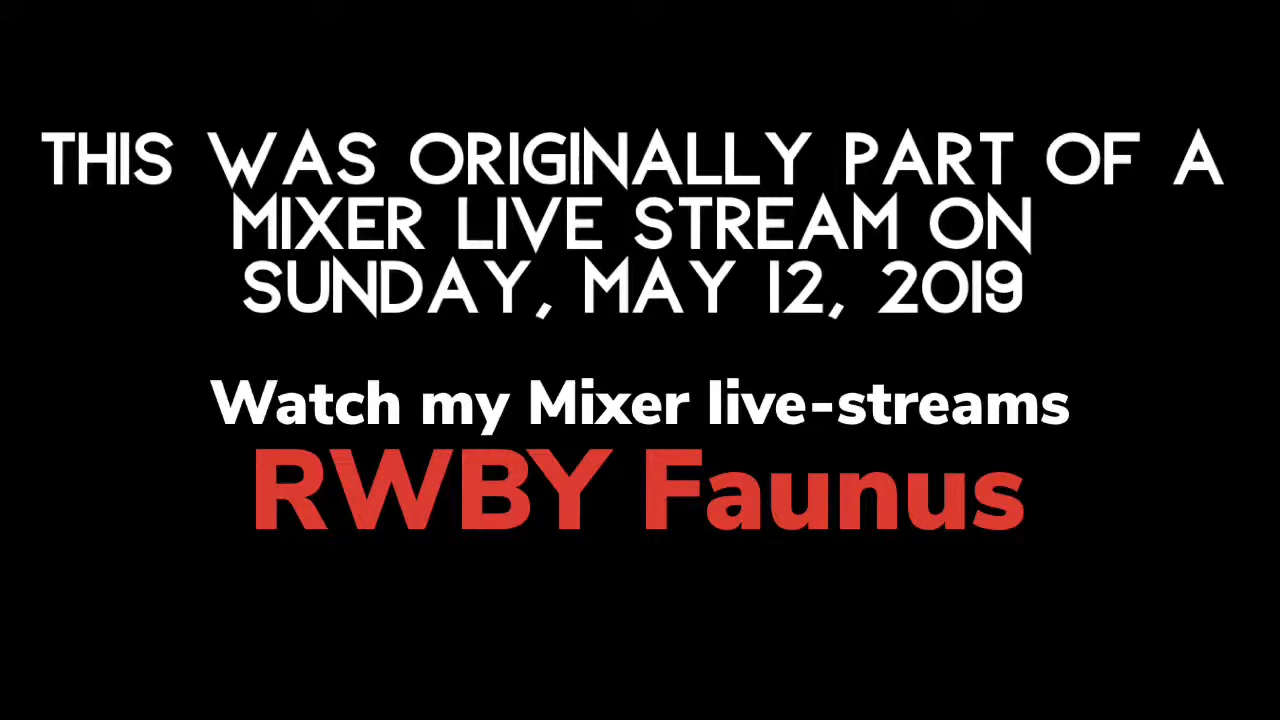 THIS WAS ORIGINALLY PART OF A
MIXER LIVE STREAM ON
SUNDAY, MAY 12, 2019
Watch my Mixer live-streams
RWBY Faunus